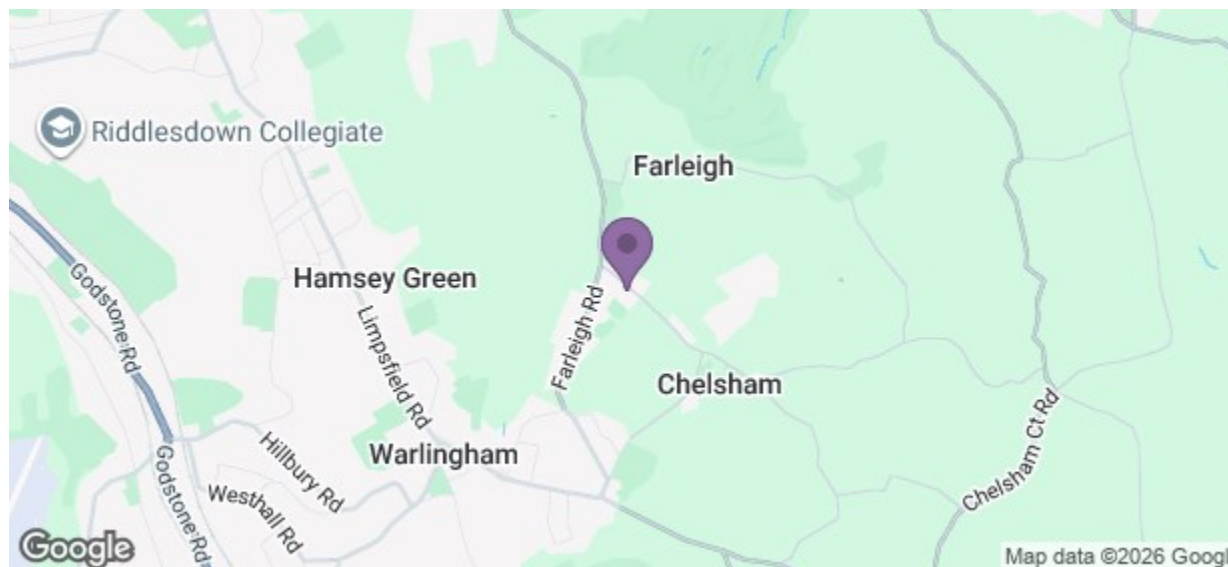 Riddlesdown Collegiate
Farleigh
Hamsey Green
Godstone Rd
Limpsfield Rd
Farleigh Rd
Chelsham
Warlingham
Hillbury Rd
Westhall Rd
Godstone Rd
Chelsham Ct Rd
Google
Map data ©2026 Googl